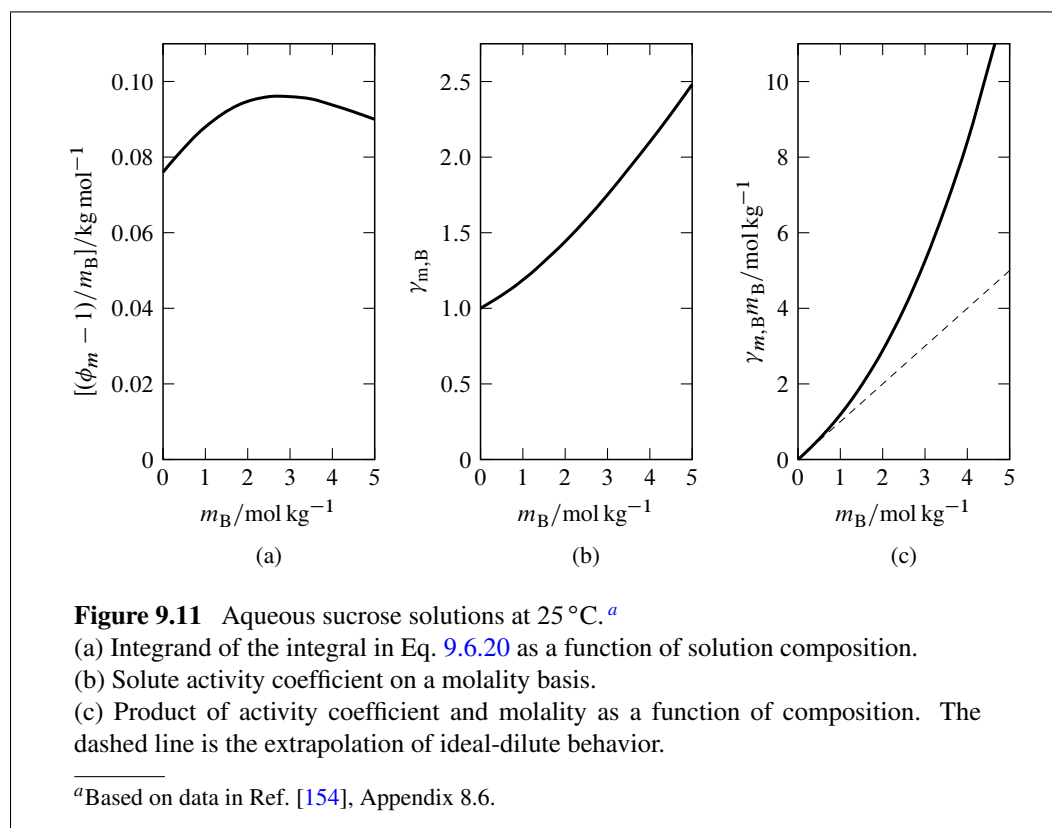 0.10
0.08
0.06
0.04
0.02
0
[(ϕm − 1)/mB]/kg mol−1
0 1 2 3 4 5
mB/mol kg−1
(a)
2.5
2.0
1.5
1.0
0.5
0
γm,B
0 1 2 3 4 5
mB/mol kg−1
(b)
10
8
6
4
2
0
γm,BmB/mol kg−1
0 1 2 3 4 5
mB/mol kg−1
(c)
Figure 9.11 Aqueous sucrose solutions at 25 °C. a
(a) Integrand of the integral in Eq. 9.6.20 as a function of solution composition.
(b) Solute activity coefficient on a molality basis.
(c) Product of activity coefficient and molality as a function of composition. The
dashed line is the extrapolation of ideal-dilute behavior.
aBased on data in Ref. [154], Appendix 8.6.